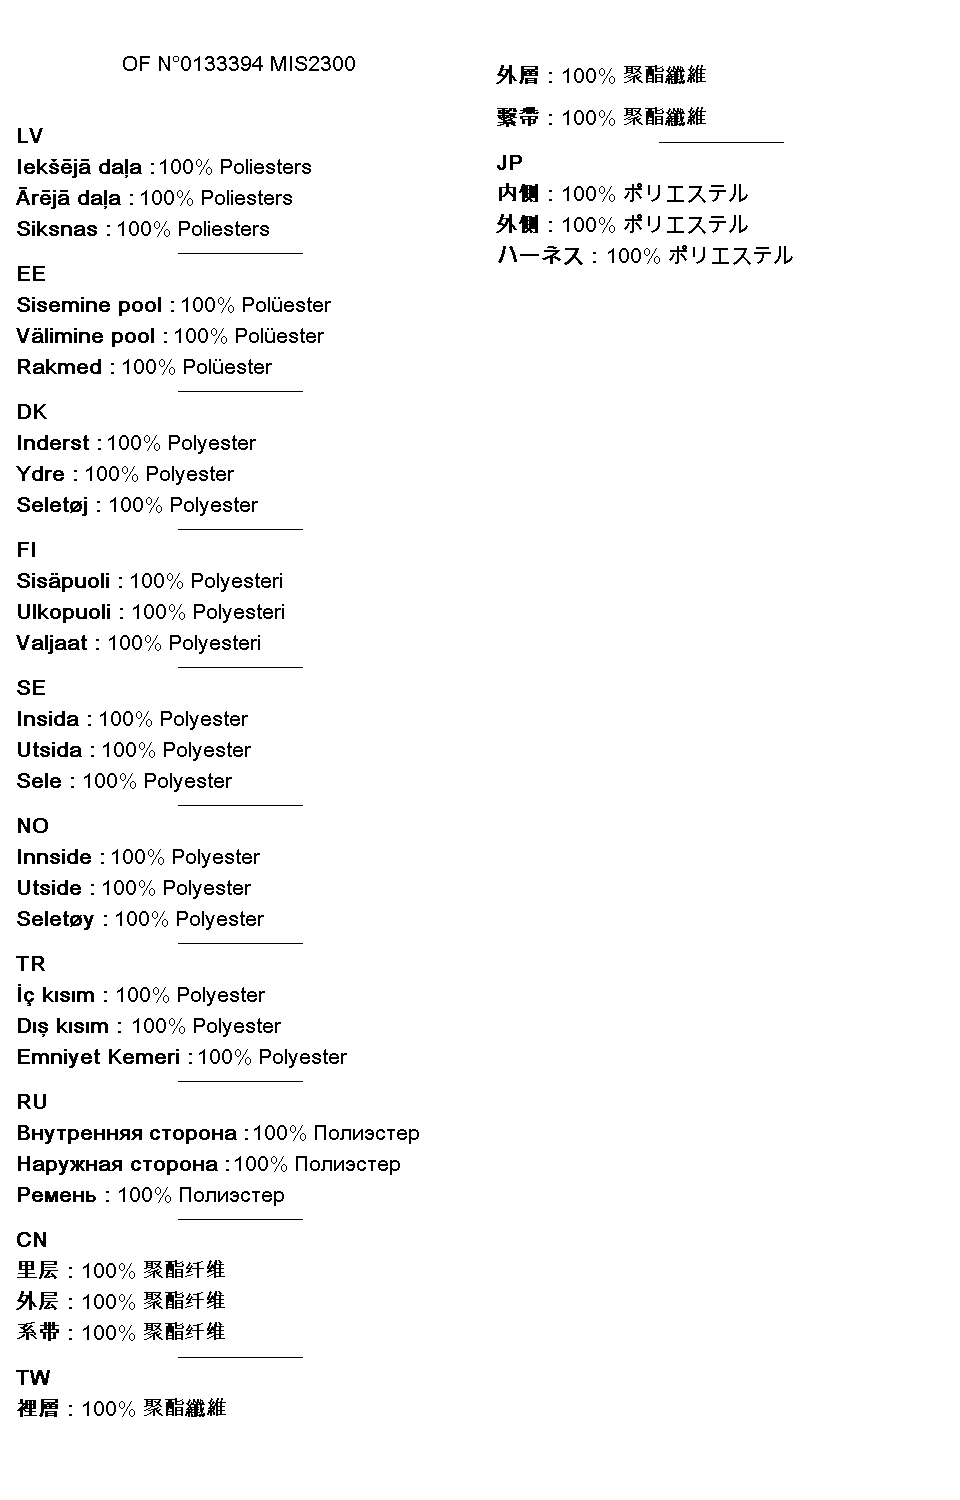 OF N°0133394 MIS2300
LV
Iekšējā daļa : 100% Poliesters
Ārējā daļa : 100% Poliesters
Siksnas : 100% Poliesters
EE
Sisemine pool : 100% Polüester
Välimine pool : 100% Polüester
Rakmed : 100% Polüester
DK
Inderst : 100% Polyester
Ydre : 100% Polyester
Seletøj : 100% Polyester
FI
Sisäpuoli : 100% Polyesteri
Ulkopuoli : 100% Polyesteri
Valjaat : 100% Polyesteri
SE
Insida : 100% Polyester
Utsida : 100% Polyester
Sele : 100% Polyester
NO
Innside : 100% Polyester
Utside : 100% Polyester
Seletøy : 100% Polyester
TR
İç kısım : 100% Polyester
Dış kısım : 100% Polyester
Emniyet Kemeri : 100% Polyester
RU
Внутренняя сторона : 100% Полиэстер
Наружная сторона : 100% Полиэстер
Ремень : 100% Полиэстер
CN
里层 : 100% 聚酯纤维
外层 : 100% 聚酯纤维
系带 : 100% 聚酯纤维
TW
裡層 : 100% 聚酯纖維
外層 : 100% 聚酯纖維
繫帶 : 100% 聚酯纖維
JP
内側 : 100% ポリエステル
外側 : 100% ポリエステル
ハーネス : 100% ポリエステル